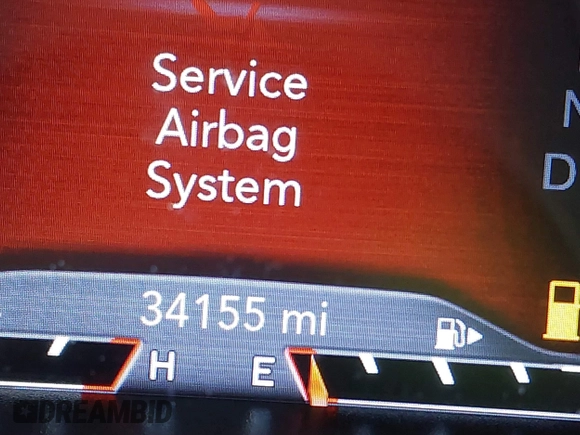 Service
Airbag
System
N
D
34155 mi
H E
DREAMBID